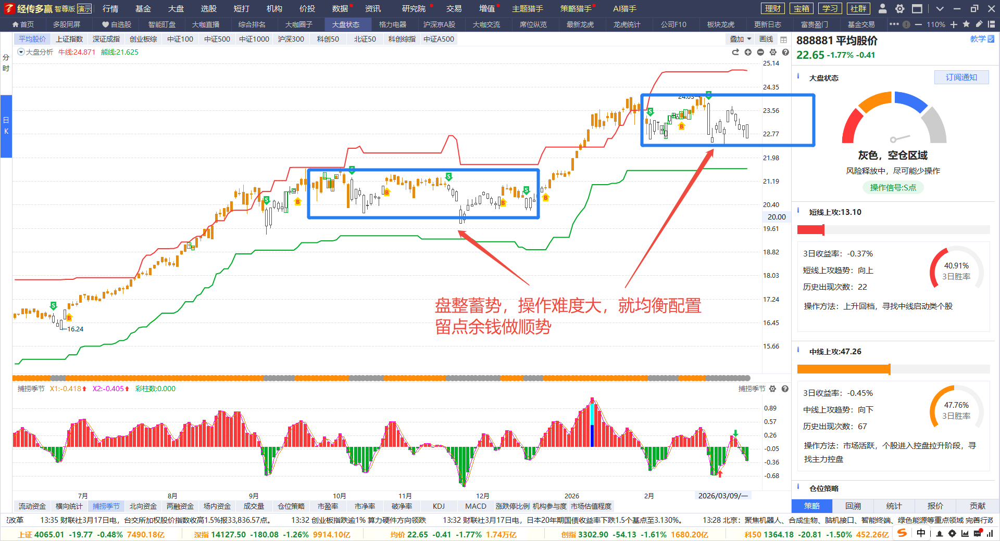 经传多赢 智尊版 演示 行情 基金 大盘 选股 短打 机构 价投 数据 资讯 研究院 交易 增值 主题猎手 策略猎手 AI猎手 理财 宝箱 学习 社群
首页 多股同屏 自选股 智能盯盘 大咖直播 综合排名 大咖圈子 大盘状态 格力电器 沪深京A股 大咖交流 席位纵览 最新龙虎 龙虎统计 公司F10 板块龙虎 更新日志 富贵盈门 基金交易 110%
平均股价 上证指数 深证成指 创业板综 中证100 中证500 中证1000 沪深300 科创50 北证50 科创综指 中证A500 叠加 画线
888881 平均股价 教学
22.65 -1.77% -0.41
分时
日K
大盘分析 牛线:24.871 熊线:21.625
25.14
24.35
23.56
22.77
21.98
21.19
20.40
20.00
19.61
18.82
18.03
17.24
16.45
15.66
24.03
16.24
S
B
S
B
S
B
S
B
S
B
S
B
盘整蓄势，操作难度大，就均衡配置
留点余钱做顺势
捕捞季节 X1:-0.418 X2:-0.405 彩柱数:0.000 捕捞季节
0.89
0.57
0.26
-0.05
-0.36
-0.68
7月 8月 9月 10月 11月 12月 2026 2月 2026/03/09/一
流动资金 横向统计 捕捞季节 北向资金 两融资金 场内资金 成交量 仓位策略 市盈率 市净率 破净率 KDJ MACD 涨跌停比例 机构参与度 市场估值程度
大盘状态 订阅通知
灰色，空仓区域
风险释放中，尽可能少操作
操作信号:S点
短线上攻:13.10
3日收益率：-0.37%
短线上攻趋势：向上
历史出现次数：22
40.91%
3日胜率
操作方法：上升回档，寻找中线启动类个股
中线上攻:47.26
3日收益率：-0.45%
中线上攻趋势：向下
历史出现次数：67
47.76%
3日胜率
操作方法：市场活跃，个股进入控盘拉升阶段，寻
找主力控盘
仓位策略
策略 回溯 统计 报价 贡献
改革 13:35 财联社3月17日电，台交所加权股价指数收高1.5%报33,836.57点。 13:32 创业板指跌逾1% 算力硬件方向领跌 13:32 财联社3月17日电，日本20年期国债收益率下跌1.5个基点至3.130%。 13:28 北京：聚焦机器人、合成生物、脑机接口、智能终端、绿色能源等重点领域 完善行政
上证 4065.01 -19.77 -0.48% 7490.18亿 深指 14127.50 -180.08 -1.26% 9914.10亿 均价 22.65 -0.41 -1.77% 1.74万亿 创指 3302.90 -54.13 -1.61% 1680.20亿 科50 1364.18 -20.81 -1.50% 452.26亿 中